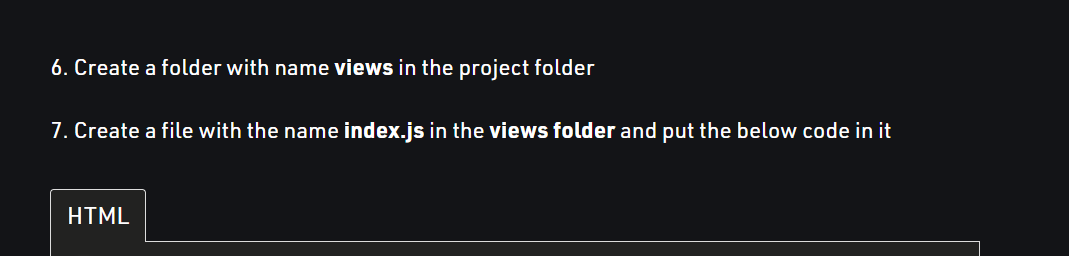 6. Create a folder with name views in the project folder
7. Create a file with the name index.js in the views folder and put the below code in it
HTML